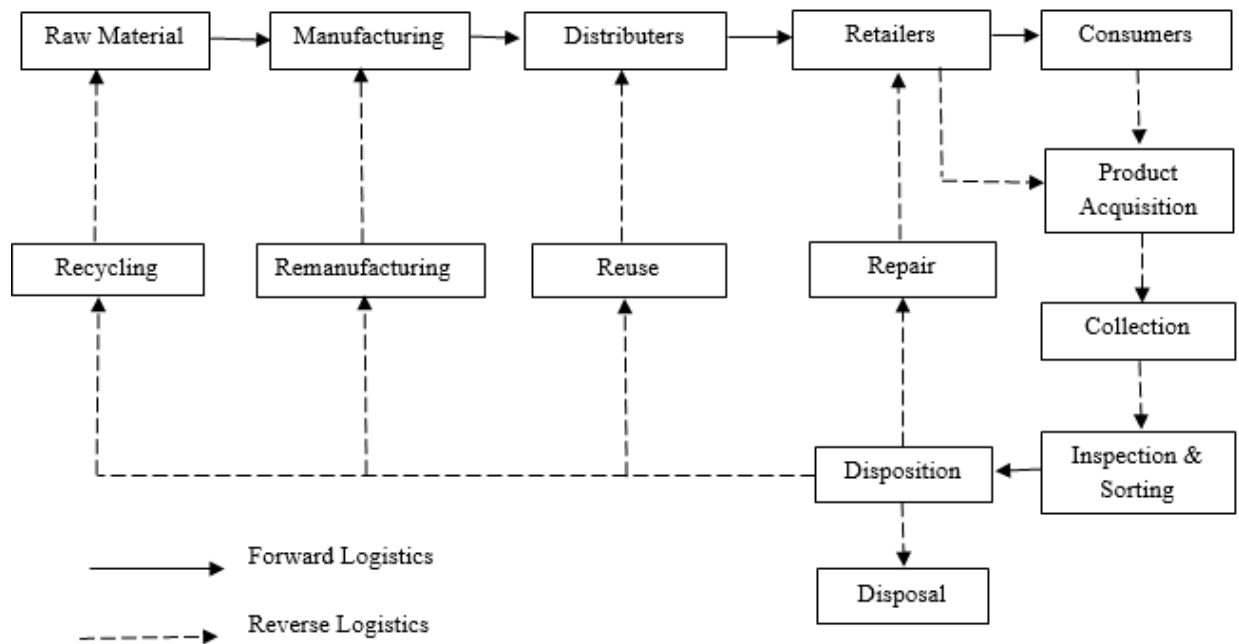 Raw Material
Manufacturing
Distributers
Retailers
Consumers
Product
Acquisition
Recycling
Remanufacturing
Reuse
Repair
Collection
Disposition
Inspection &
Sorting
Forward Logistics
Disposal
Reverse Logistics